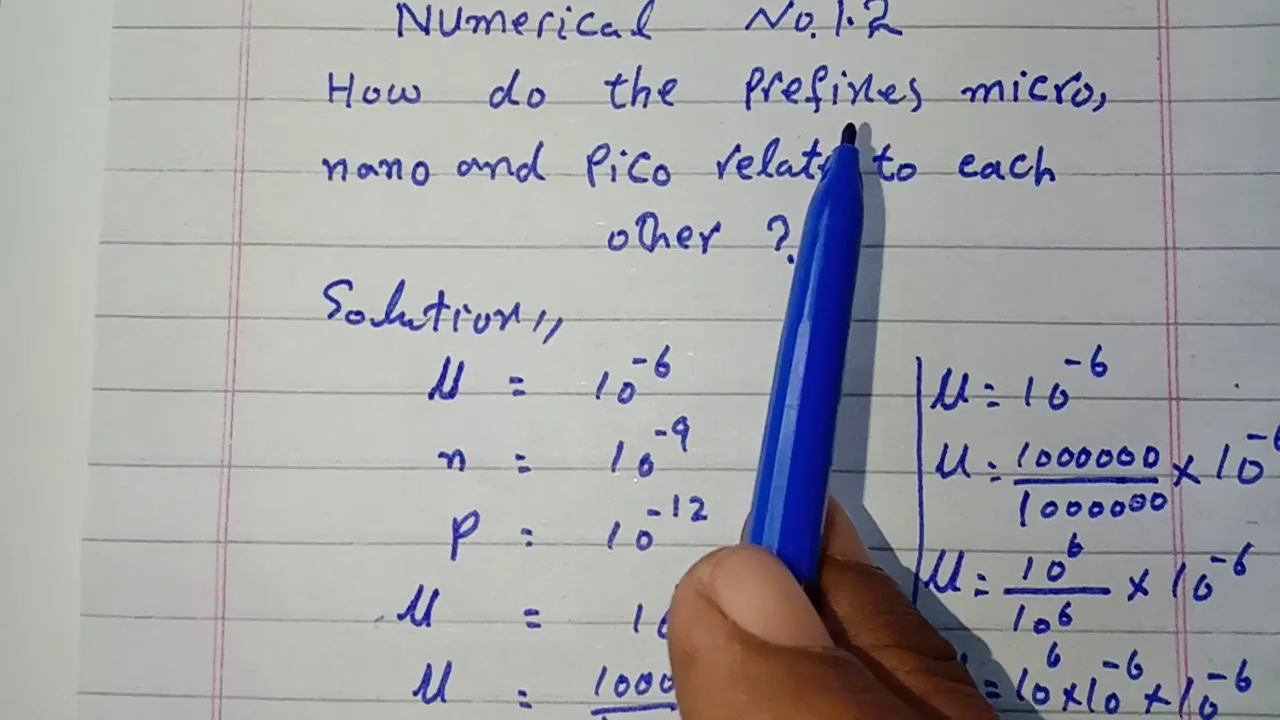 Numerical No. 1.2
How do the prefixes micro,
nano and Pico relate to each
other ?
Solution,,
μ = 10^-6
n = 10^-9
p = 10^-12
μ = 10
μ = 1000
μ = 10^-6
μ = 1000000/1000000 × 10^-6
μ = 10^6/10^6 × 10^-6
= 10^6 × 10^-6 × 10^-6